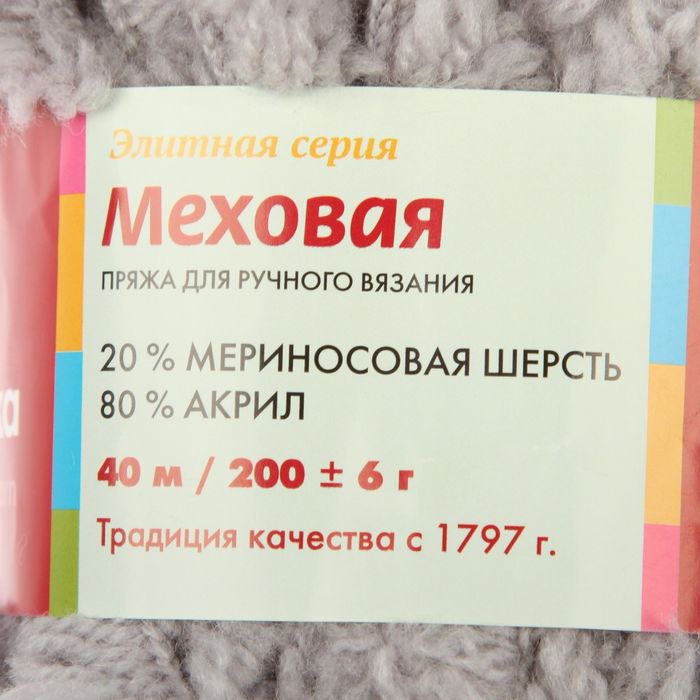 Элитная серия
Меховая
ПРЯЖА ДЛЯ РУЧНОГО ВЯЗАНИЯ
20 % МЕРИНОСОВАЯ ШЕРСТЬ
80 % АКРИЛ
40 м / 200 ± 6 г
Традиция качества с 1797 г.